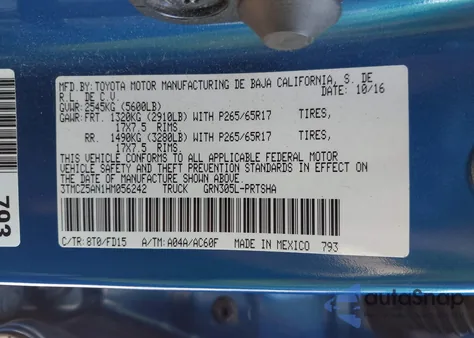 MFD.BY:TOYOTA MOTOR MANUFACTURING DE BAJA CALIFORNIA, S. DE
R.L. DE C.V. DATE: 10/16
GVWR:2545KG (5600LB)
GAWR:FRT. 1320KG (2910LB) WITH P265/65R17 TIRES,
17X7.5 RIMS.
RR. 1490KG (3280LB) WITH P265/65R17 TIRES,
17X7.5 RIMS.
THIS VEHICLE CONFORMS TO ALL APPLICABLE FEDERAL MOTOR
VEHICLE SAFETY AND THEFT PREVENTION STANDARDS IN EFFECT
ON THE DATE OF MANUFACTURE SHOWN ABOVE.
3TMCZ5AN1HM056242 TRUCK GRN305L-PRTSHA
C/TR:8T0/FD15 A/TM:A04A/AC60F MADE IN MEXICO 793
793
autoSnap